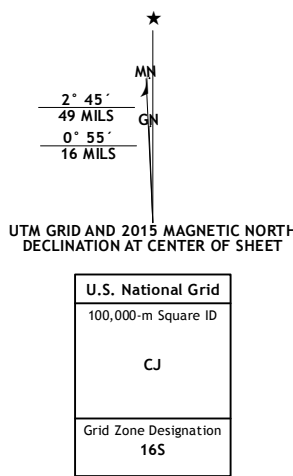 ★
MN
2° 45´
49 MILS
GN
0° 55´
16 MILS
UTM GRID AND 2015 MAGNETIC NORTH
DECLINATION AT CENTER OF SHEET
U.S. National Grid
100,000-m Square ID
CJ
Grid Zone Designation
16S